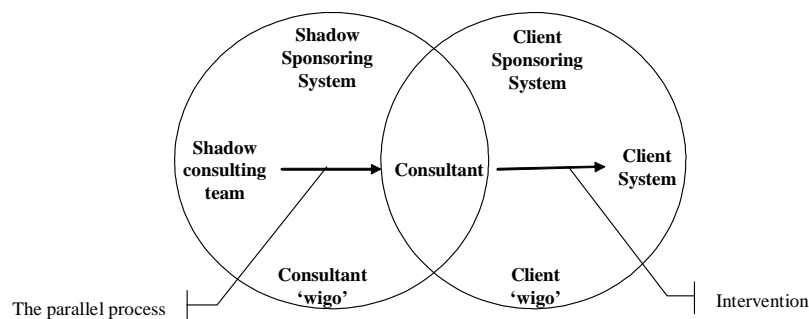 Shadow
Sponsoring
System
Client
Sponsoring
System
Shadow
consulting
team
Consultant
Client
System
Consultant
‘wigo’
Client
‘wigo’
The parallel process
Intervention